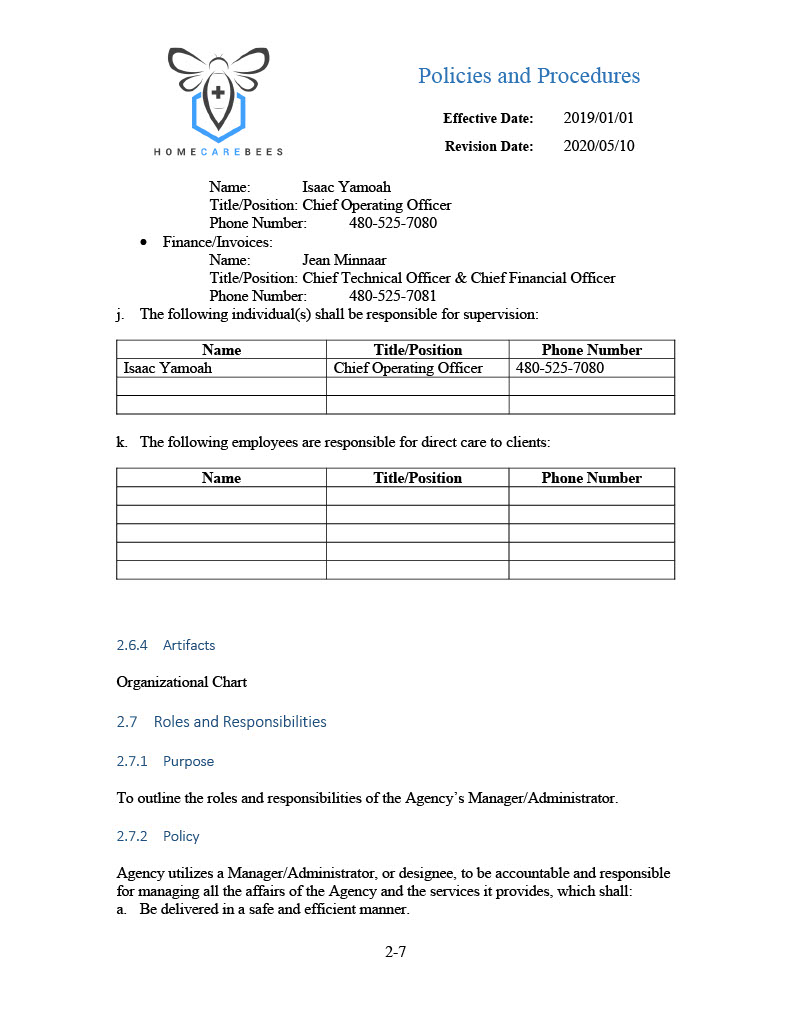 HOMECAREBEES
Policies and Procedures
Effective Date: 2019/01/01
Revision Date: 2020/05/10
Name: Isaac Yamoah
Title/Position: Chief Operating Officer
Phone Number: 480-525-7080
• Finance/Invoices:
Name: Jean Minnaar
Title/Position: Chief Technical Officer & Chief Financial Officer
Phone Number: 480-525-7081
j. The following individual(s) shall be responsible for supervision:
Name Title/Position Phone Number
Isaac Yamoah Chief Operating Officer 480-525-7080
k. The following employees are responsible for direct care to clients:
Name Title/Position Phone Number
2.6.4 Artifacts
Organizational Chart
2.7 Roles and Responsibilities
2.7.1 Purpose
To outline the roles and responsibilities of the Agency’s Manager/Administrator.
2.7.2 Policy
Agency utilizes a Manager/Administrator, or designee, to be accountable and responsible
for managing all the affairs of the Agency and the services it provides, which shall:
a. Be delivered in a safe and efficient manner.
2-7